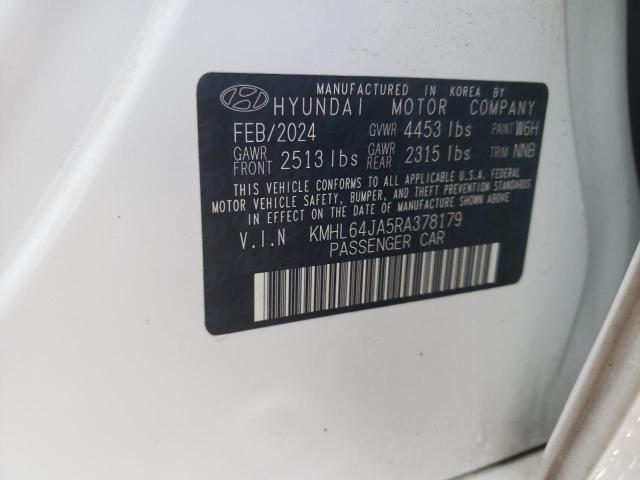 MANUFACTURED IN KOREA BY
HYUNDAI MOTOR COMPANY
FEB/2024 GVWR 4453 lbs PAINT W6H
GAWR FRONT 2513 lbs GAWR REAR 2315 lbs TRIM NNB
THIS VEHICLE CONFORMS TO ALL APPLICABLE U.S.A. FEDERAL
MOTOR VEHICLE SAFETY, BUMPER, AND THEFT PREVENTION STANDARDS
IN EFFECT ON THE DATE OF MANUFACTURE SHOWN ABOVE.
V.I.N KMHL64JA5RA378179
PASSENGER CAR